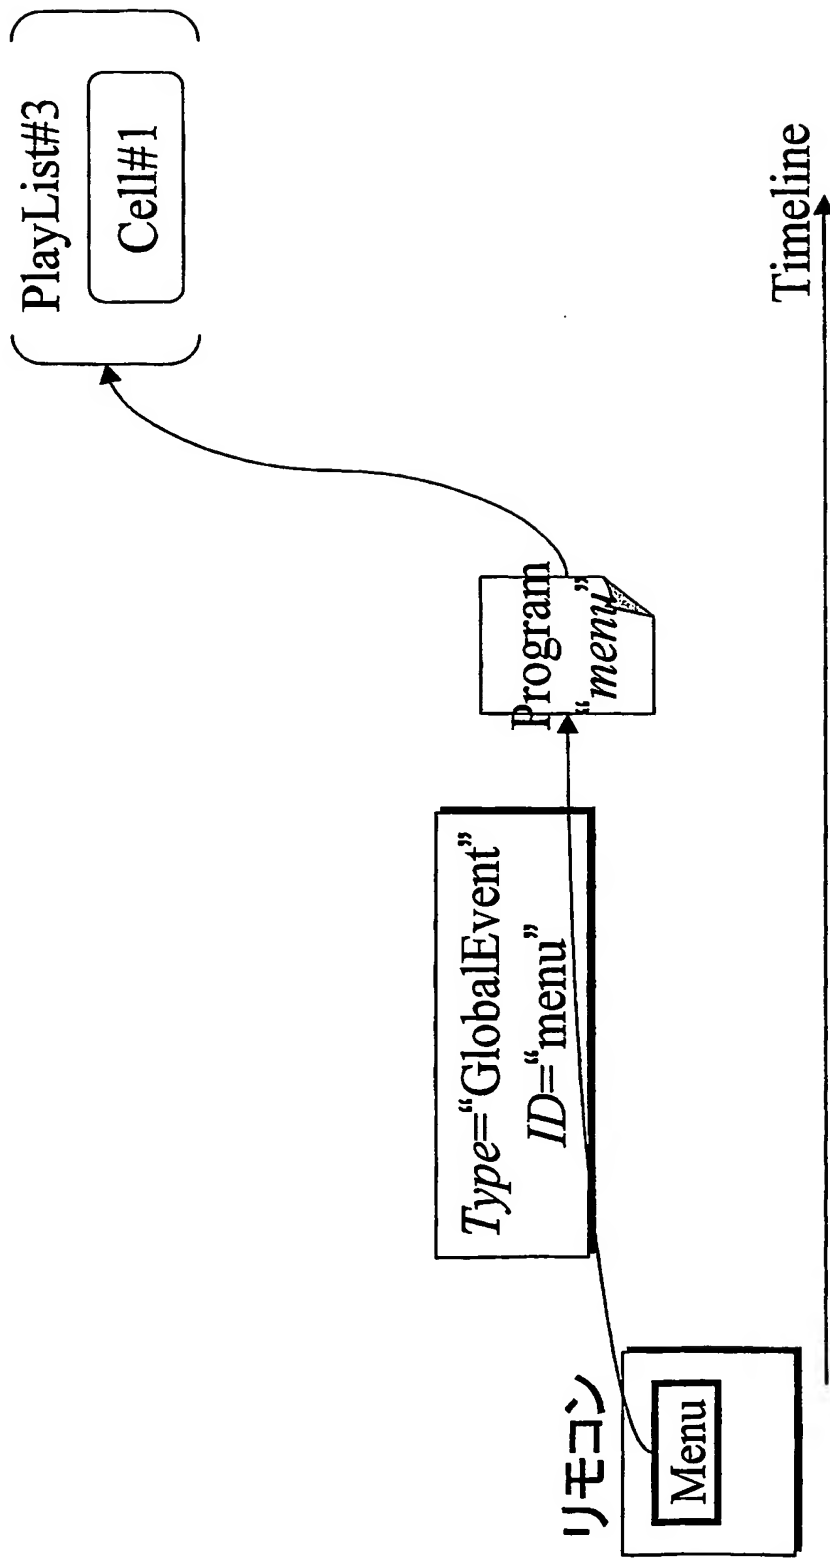 PlayList#3
Cell#1
Type=“GlobalEvent”
ID=“menu”
Program
“menu”
リモコン
Menu
Timeline